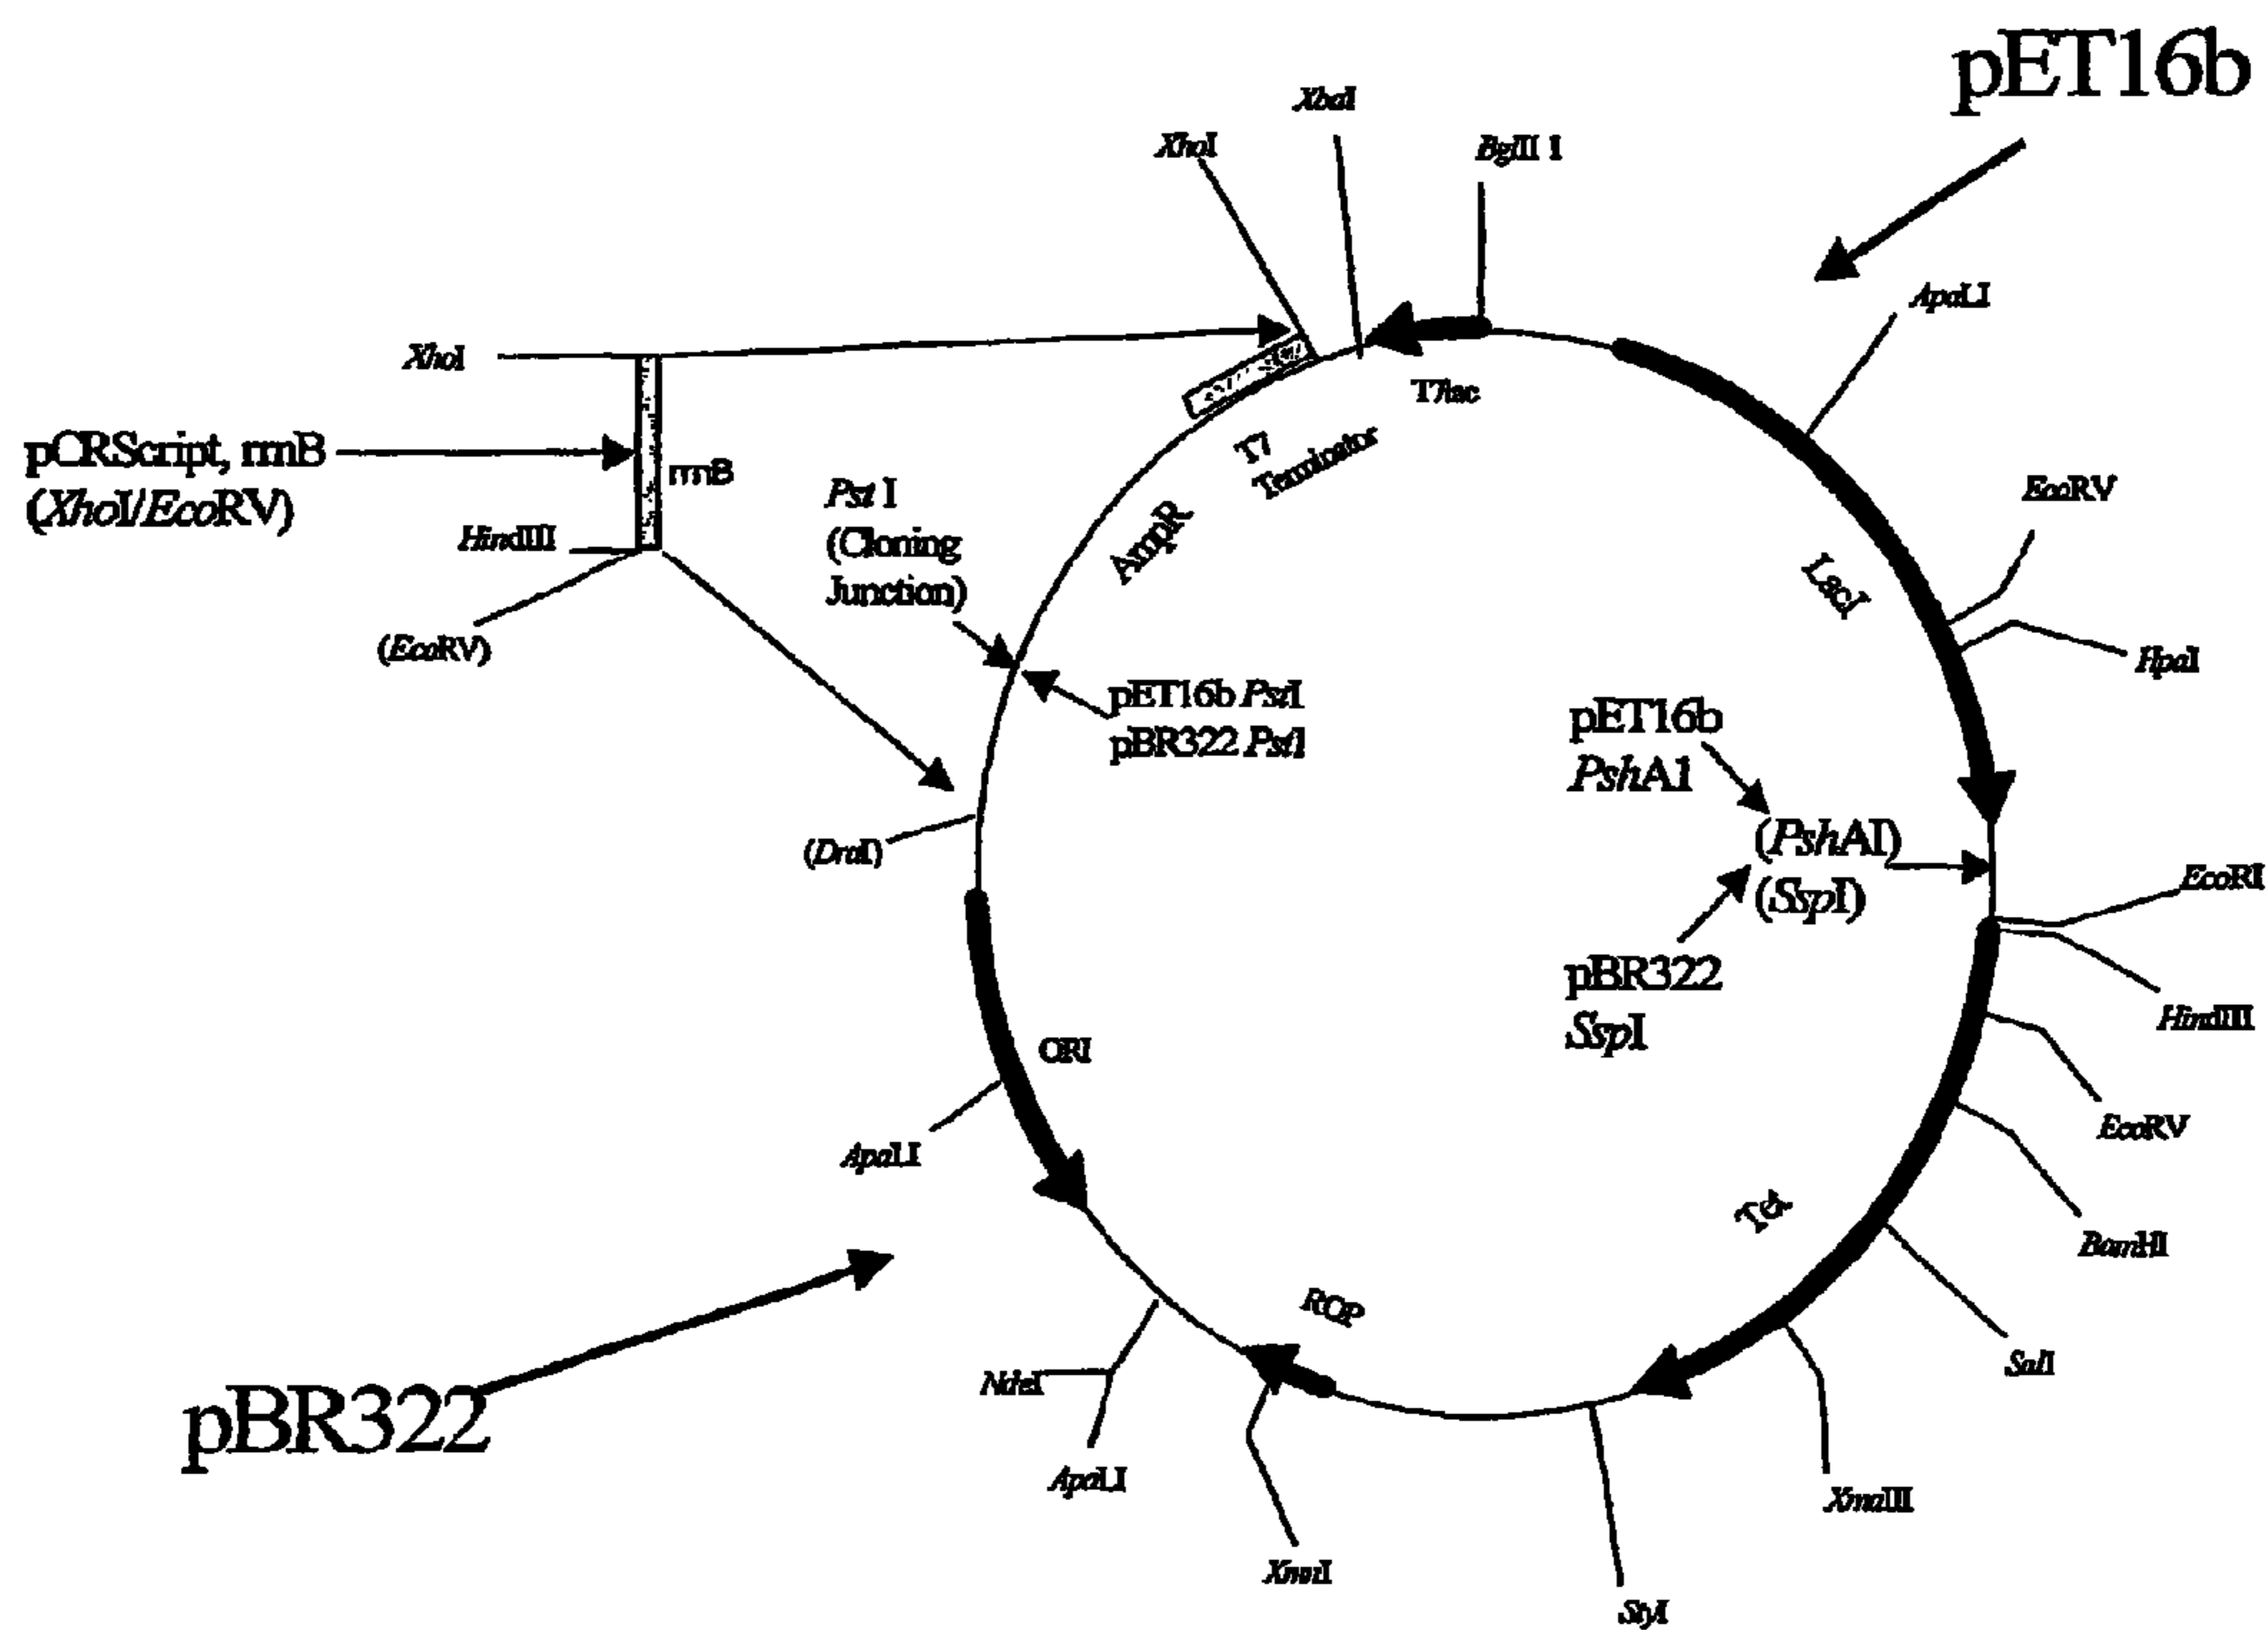 pET16b
XbaI
XhoI
BglII I
ApaLI
XhoI
T7lac
T7
Terminator
pCRScript, rrnB
(XhoI/EcoRV)
rrnB
HindIII
(EcoRV)
Pst I
(Cloning
Junction)
AmpR
EcoRV
LacI
HpaI
pET16b PstI
pBR322 PstI
pET16b
PshA1
(PshAI)
(SspI)
pBR322
SspI
(DraI)
EcoRI
HindIII
ORI
ApaLI
EcoRV
BamHI
Tet
SalI
ROP
pBR322
NdeI
ApaLI
XmnI
XmaIII
StyI